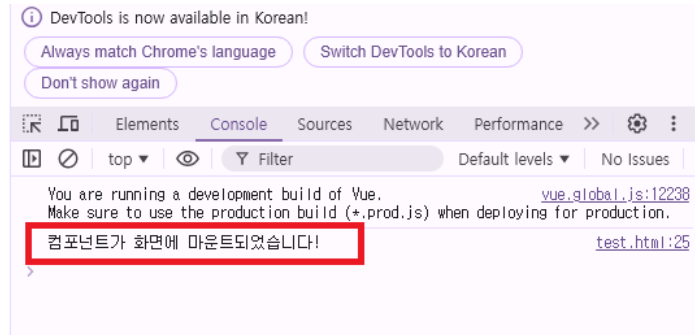 DevTools is now available in Korean!
Always match Chrome's language
Switch DevTools to Korean
Don't show again
Elements Console Sources Network Performance
top ▼ Filter Default levels ▼ No Issues
You are running a development build of Vue. vue.global.js:12238
Make sure to use the production build (*.prod.js) when deploying for production.
컴포넌트가 화면에 마운트되었습니다! test.html:25